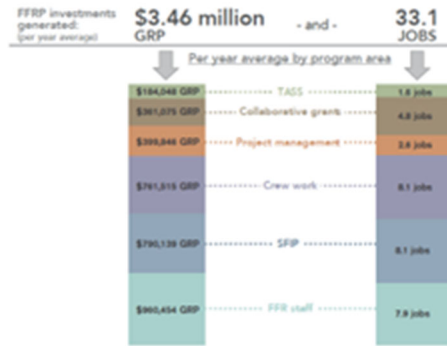 FFRP investments
generated:
(per year average)
$3.46 million
GRP
- and -
33.1
JOBS
Per year average by program area
$184,048 GRP TASS 1.8 jobs
$361,075 GRP Collaborative grants 4.8 jobs
$399,846 GRP Project management 2.6 jobs
$761,515 GRP Crew work 8.1 jobs
$790,139 GRP SFIP 8.1 jobs
$960,454 GRP FFR staff 7.9 jobs